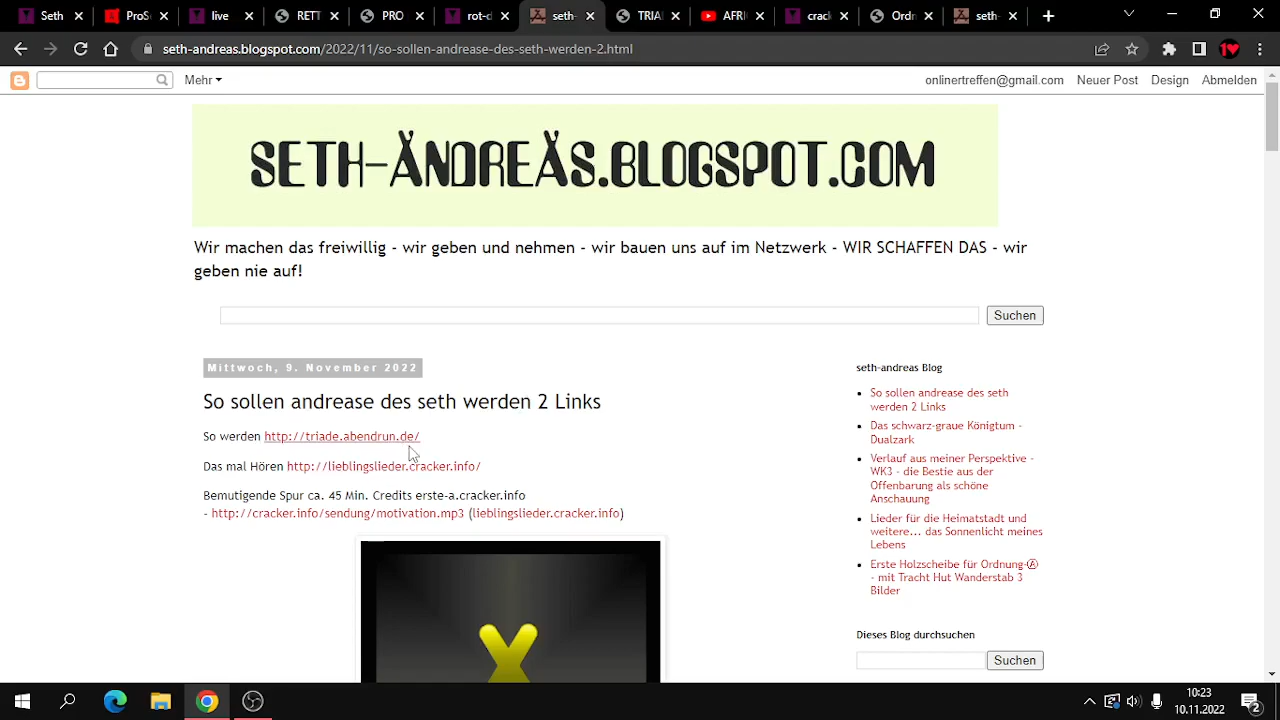 Seth
ProS
live
RETT
PRO
rot-d
seth-
TRIA
AFRI
crack
Ordn
seth-
seth-andreas.blogspot.com/2022/11/so-sollen-andrease-des-seth-werden-2.html
Mehr
onlinertreffen@gmail.com Neuer Post Design Abmelden
SETH-ÄNDREÄS.BLOGSPOT.COM
Wir machen das freiwillig - wir geben und nehmen - wir bauen uns auf im Netzwerk - WIR SCHAFFEN DAS - wir
geben nie auf!
Suchen
Mittwoch, 9. November 2022
So sollen andrease des seth werden 2 Links
So werden http://triade.abendrun.de/
Das mal Hören http://lieblingslieder.cracker.info/
Bemutigende Spur ca. 45 Min. Credits erste-a.cracker.info
- http://cracker.info/sendung/motivation.mp3 (lieblingslieder.cracker.info)
X
seth-andreas Blog
So sollen andrease des seth
werden 2 Links
Das schwarz-graue Königtum -
Dualzark
Verlauf aus meiner Perspektive -
WK3 - die Bestie aus der
Offenbarung als schöne
Anschauung
Lieder für die Heimatstadt und
weitere... das Sonnenlicht meines
Lebens
Erste Holzscheibe für Ordnung-Ⓐ
- mit Tracht Hut Wanderstab 3
Bilder
Dieses Blog durchsuchen
Suchen
10:23
10.11.2022
2